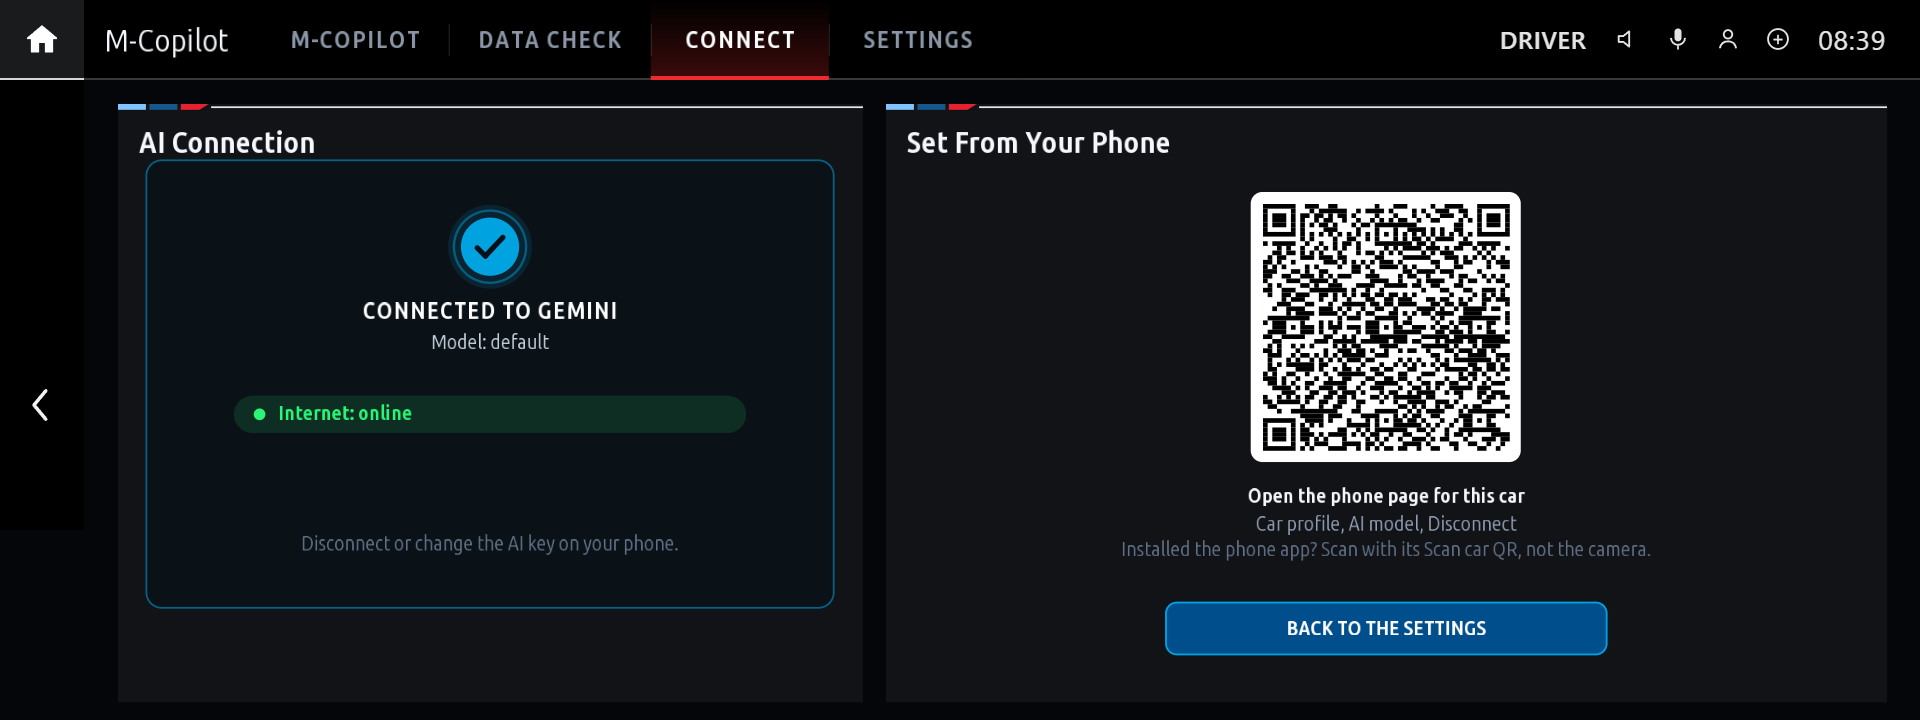 M-Copilot
M-COPILOT
DATA CHECK
CONNECT
SETTINGS
DRIVER
08:39
AI Connection
CONNECTED TO GEMINI
Model: default
Internet: online
Disconnect or change the AI key on your phone.
Set From Your Phone
Open the phone page for this car
Car profile, AI model, Disconnect
Installed the phone app? Scan with its Scan car QR, not the camera.
BACK TO THE SETTINGS